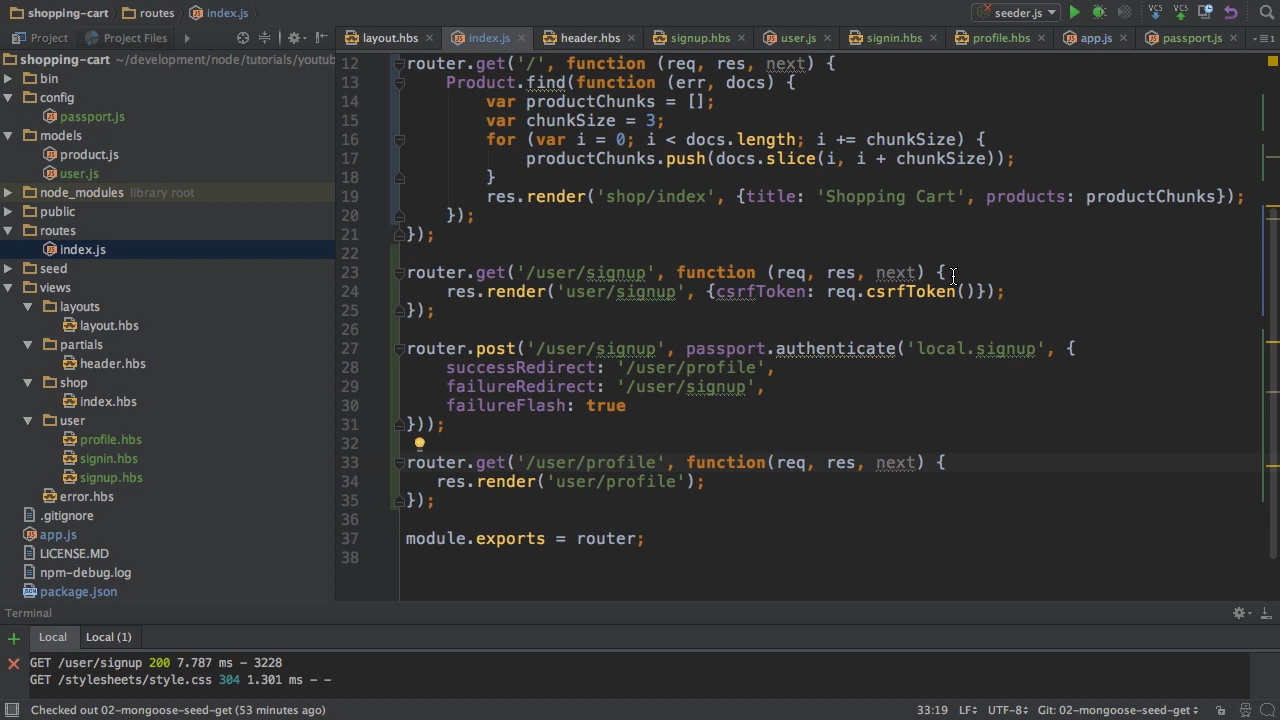 shopping-cart routes index.js seeder.js VCS VCS
Project Project Files layout.hbs index.js header.hbs signup.hbs user.js signin.hbs profile.hbs app.js passport.js
shopping-cart ~/development/node/tutorials/youtub
bin
config
passport.js
models
product.js
user.js
node_modules library root
public
routes
index.js
seed
views
layouts
layout.hbs
partials
header.hbs
shop
index.hbs
user
profile.hbs
signin.hbs
signup.hbs
error.hbs
.gitignore
app.js
LICENSE.MD
npm-debug.log
package.json
12 router.get('/', function (req, res, next) {
13 Product.find(function (err, docs) {
14 var productChunks = [];
15 var chunkSize = 3;
16 for (var i = 0; i < docs.length; i += chunkSize) {
17 productChunks.push(docs.slice(i, i + chunkSize));
18 }
19 res.render('shop/index', {title: 'Shopping Cart', products: productChunks});
20 });
21 });
22
23 router.get('/user/signup', function (req, res, next) {
24 res.render('user/signup', {csrfToken: req.csrfToken()});
25 });
26
27 router.post('/user/signup', passport.authenticate('local.signup', {
28 successRedirect: '/user/profile',
29 failureRedirect: '/user/signup',
30 failureFlash: true
31 }));
32
33 router.get('/user/profile', function(req, res, next) {
34 res.render('user/profile');
35 });
36
37 module.exports = router;
38
Terminal
Local Local (1)
GET /user/signup 200 7.787 ms - 3228
GET /stylesheets/style.css 304 1.301 ms - -
Checked out 02-mongoose-seed-get (53 minutes ago) 33:19 LF UTF-8 Git: 02-mongoose-seed-get